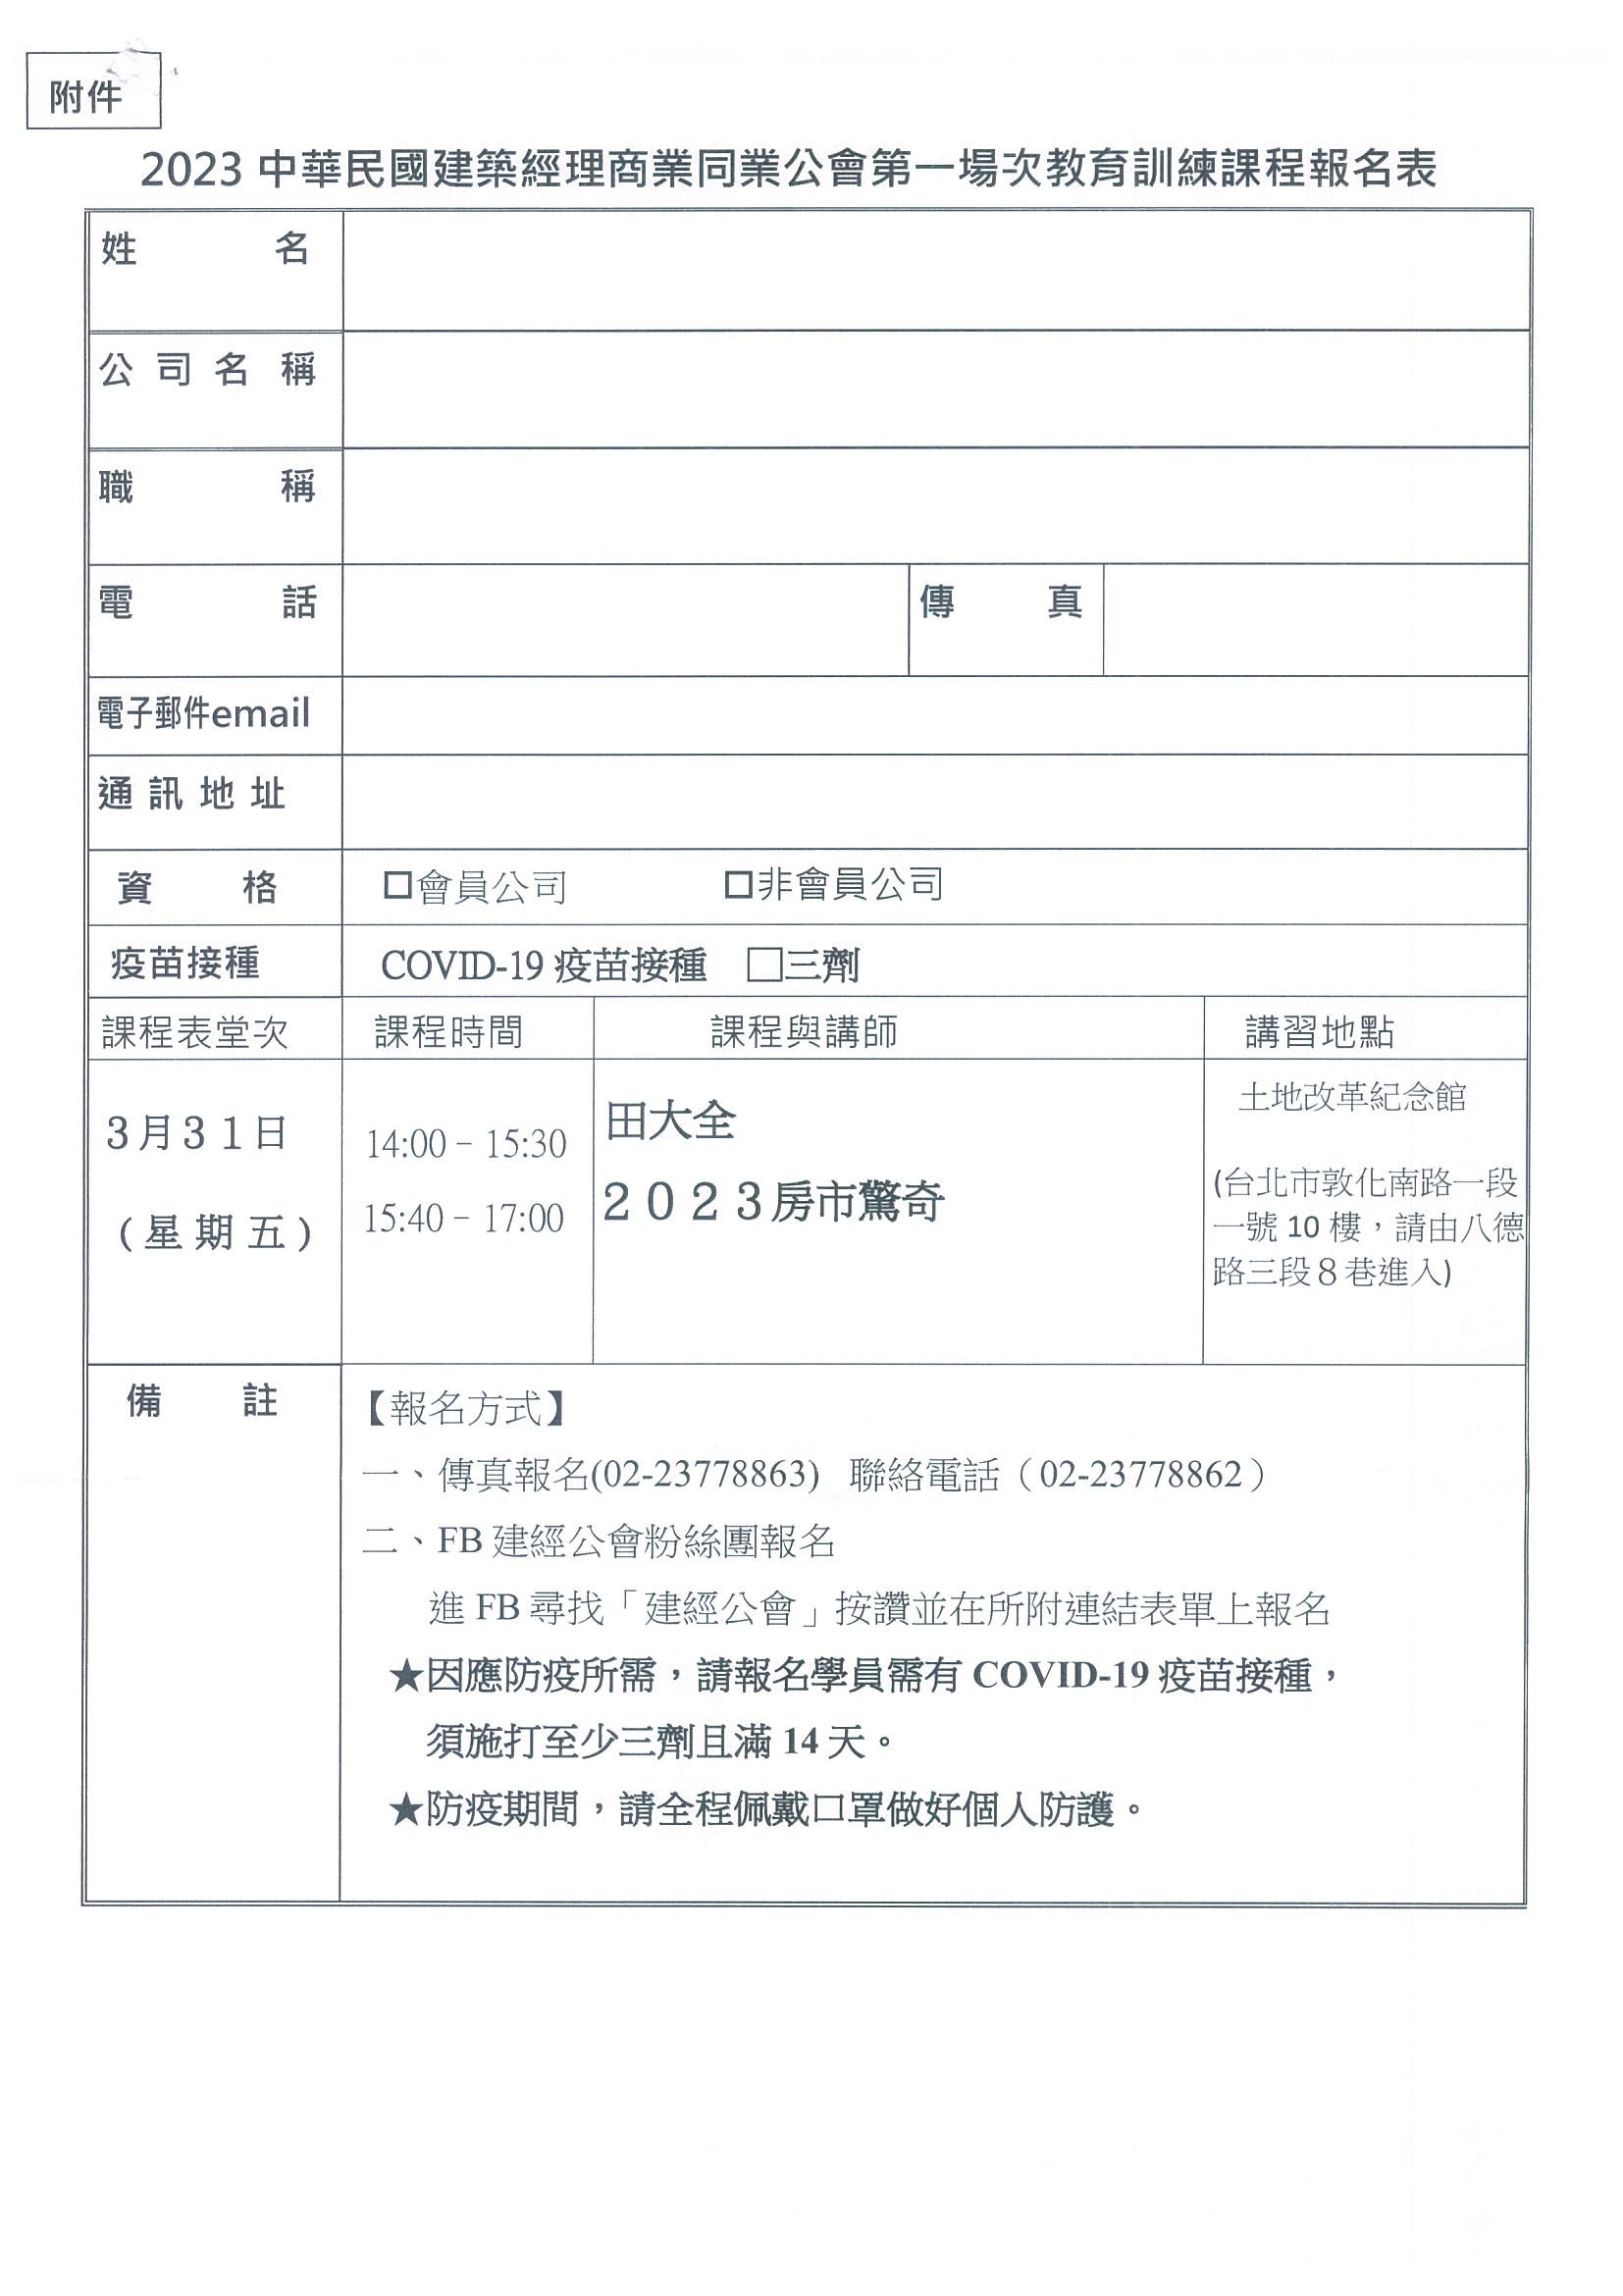 附件
2023 中華民國建築經理商業同業公會第一場次教育訓練課程報名表
姓名
公司名稱
職稱
電話 傳真
電子郵件email
通訊地址
資格 □會員公司 □非會員公司
疫苗接種 COVID-19 疫苗接種 □三劑
課程表堂次 課程時間 課程與講師 講習地點
3月31日
(星期五)
14:00－15:30
15:40－17:00
田大全
2023房市驚奇
土地改革紀念館
(台北市敦化南路一段
一號 10 樓，請由八德
路三段８巷進入)
備註
【報名方式】
一、傳真報名(02-23778863) 聯絡電話（02-23778862）
二、FB 建經公會粉絲團報名
進 FB 尋找「建經公會」按讚並在所附連結表單上報名
★因應防疫所需，請報名學員需有 COVID-19 疫苗接種，
須施打至少三劑且滿 14 天。
★防疫期間，請全程佩戴口罩做好個人防護。